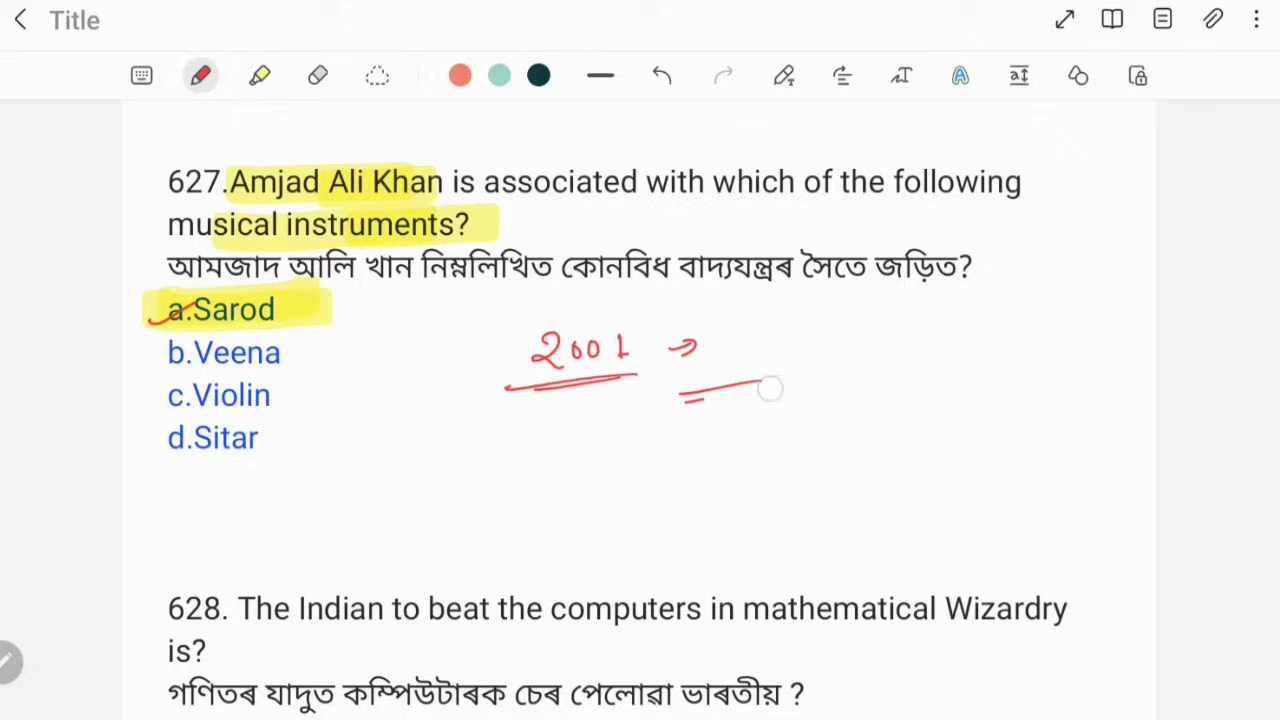 Title
627.Amjad Ali Khan is associated with which of the following
musical instruments?
আমজাদ আলি খান নিম্নলিখিত কোনবিধ বাদ্যযন্ত্ৰৰ সৈতে জড়িত?
a.Sarod
b.Veena
c.Violin
d.Sitar
2001 →
628. The Indian to beat the computers in mathematical Wizardry
is?
গণিতৰ যাদুত কম্পিউটাৰক চেৰ পেলোৱা ভাৰতীয় ?